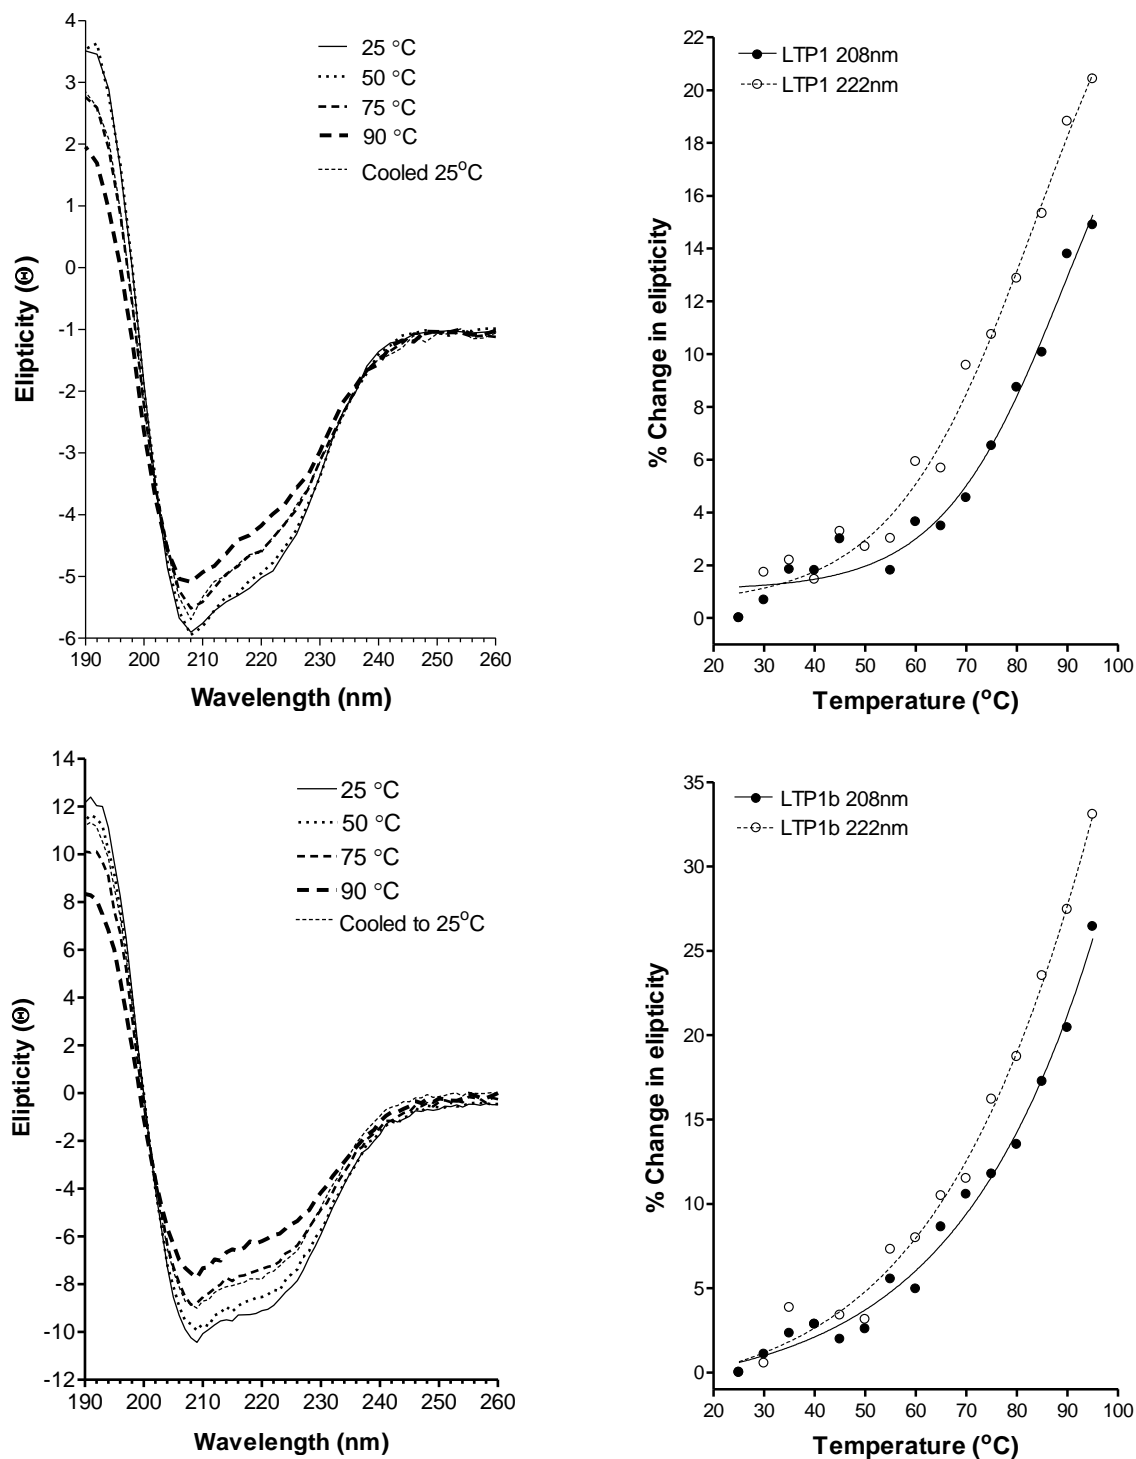 4
3
2
1
0
-1
-2
-3
-4
-5
-6
190 200 210 220 230 240 250 260
Elipticity (Θ)
Wavelength (nm)
25 °C
50 °C
75 °C
90 °C
Cooled 25°C
22
20
18
16
14
12
10
8
6
4
2
0
20 30 40 50 60 70 80 90 100
% Change in elipticity
Temperature (°C)
LTP1 208nm
LTP1 222nm
14
12
10
8
6
4
2
0
-2
-4
-6
-8
-10
-12
190 200 210 220 230 240 250 260
Elipticity (Θ)
Wavelength (nm)
25 °C
50 °C
75 °C
90 °C
Cooled to 25°C
35
30
25
20
15
10
5
0
20 30 40 50 60 70 80 90 100
% Change in elipticity
Temperature (°C)
LTP1b 208nm
LTP1b 222nm